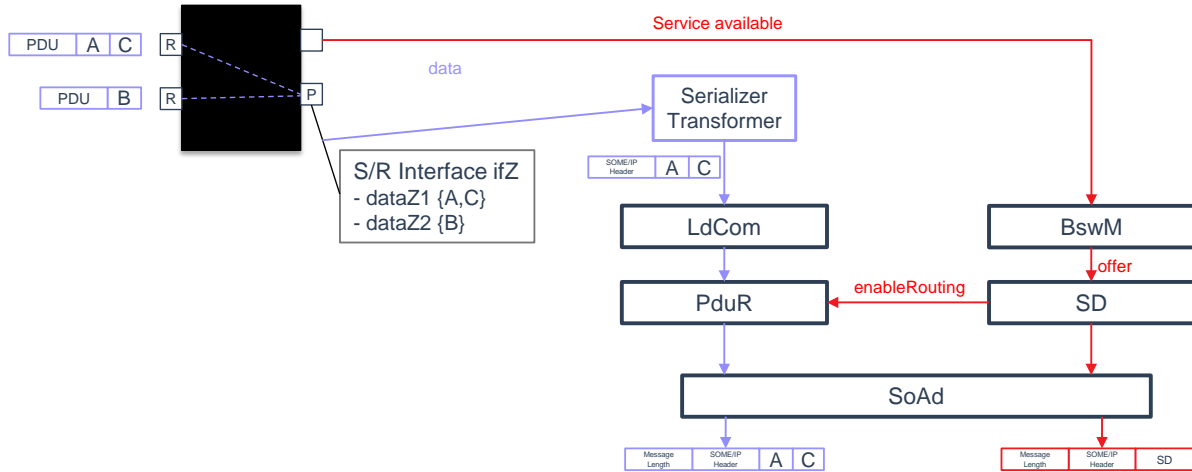 Service available
PDU A C
R
data
PDU B
R
P
Serializer
Transformer
S/R Interface ifZ
- dataZ1 {A,C}
- dataZ2 {B}
SOME/IP
Header
A C
LdCom
BswM
offer
enableRouting
PduR
SD
SoAd
Message
Length
SOME/IP
Header
A C
Message
Length
SOME/IP
Header
SD